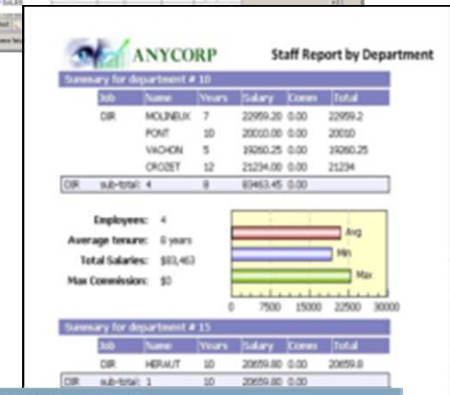 ANYCORP
Staff Report by Department
Summary for department # 10
Job Name Years Salary Comm Total
DIR MOLINEUX 7 22959.20 0.00 22959.2
PONT 10 20010.00 0.00 20010
VACHON 5 19260.25 0.00 19260.25
CROZET 12 21234.00 0.00 21234
DIR sub-total: 4 8 83463.45 0.00
Employees: 4
Average tenure: 8 years
Total Salaries: $83,463
Max Commission: $0
Avg
Min
Max
0 7500 15000 22500 30000
Summary for department # 15
Job Name Years Salary Comm Total
DIR HERAUT 10 20659.80 0.00 20659.8
DIR sub-total: 1 10 20659.80 0.00